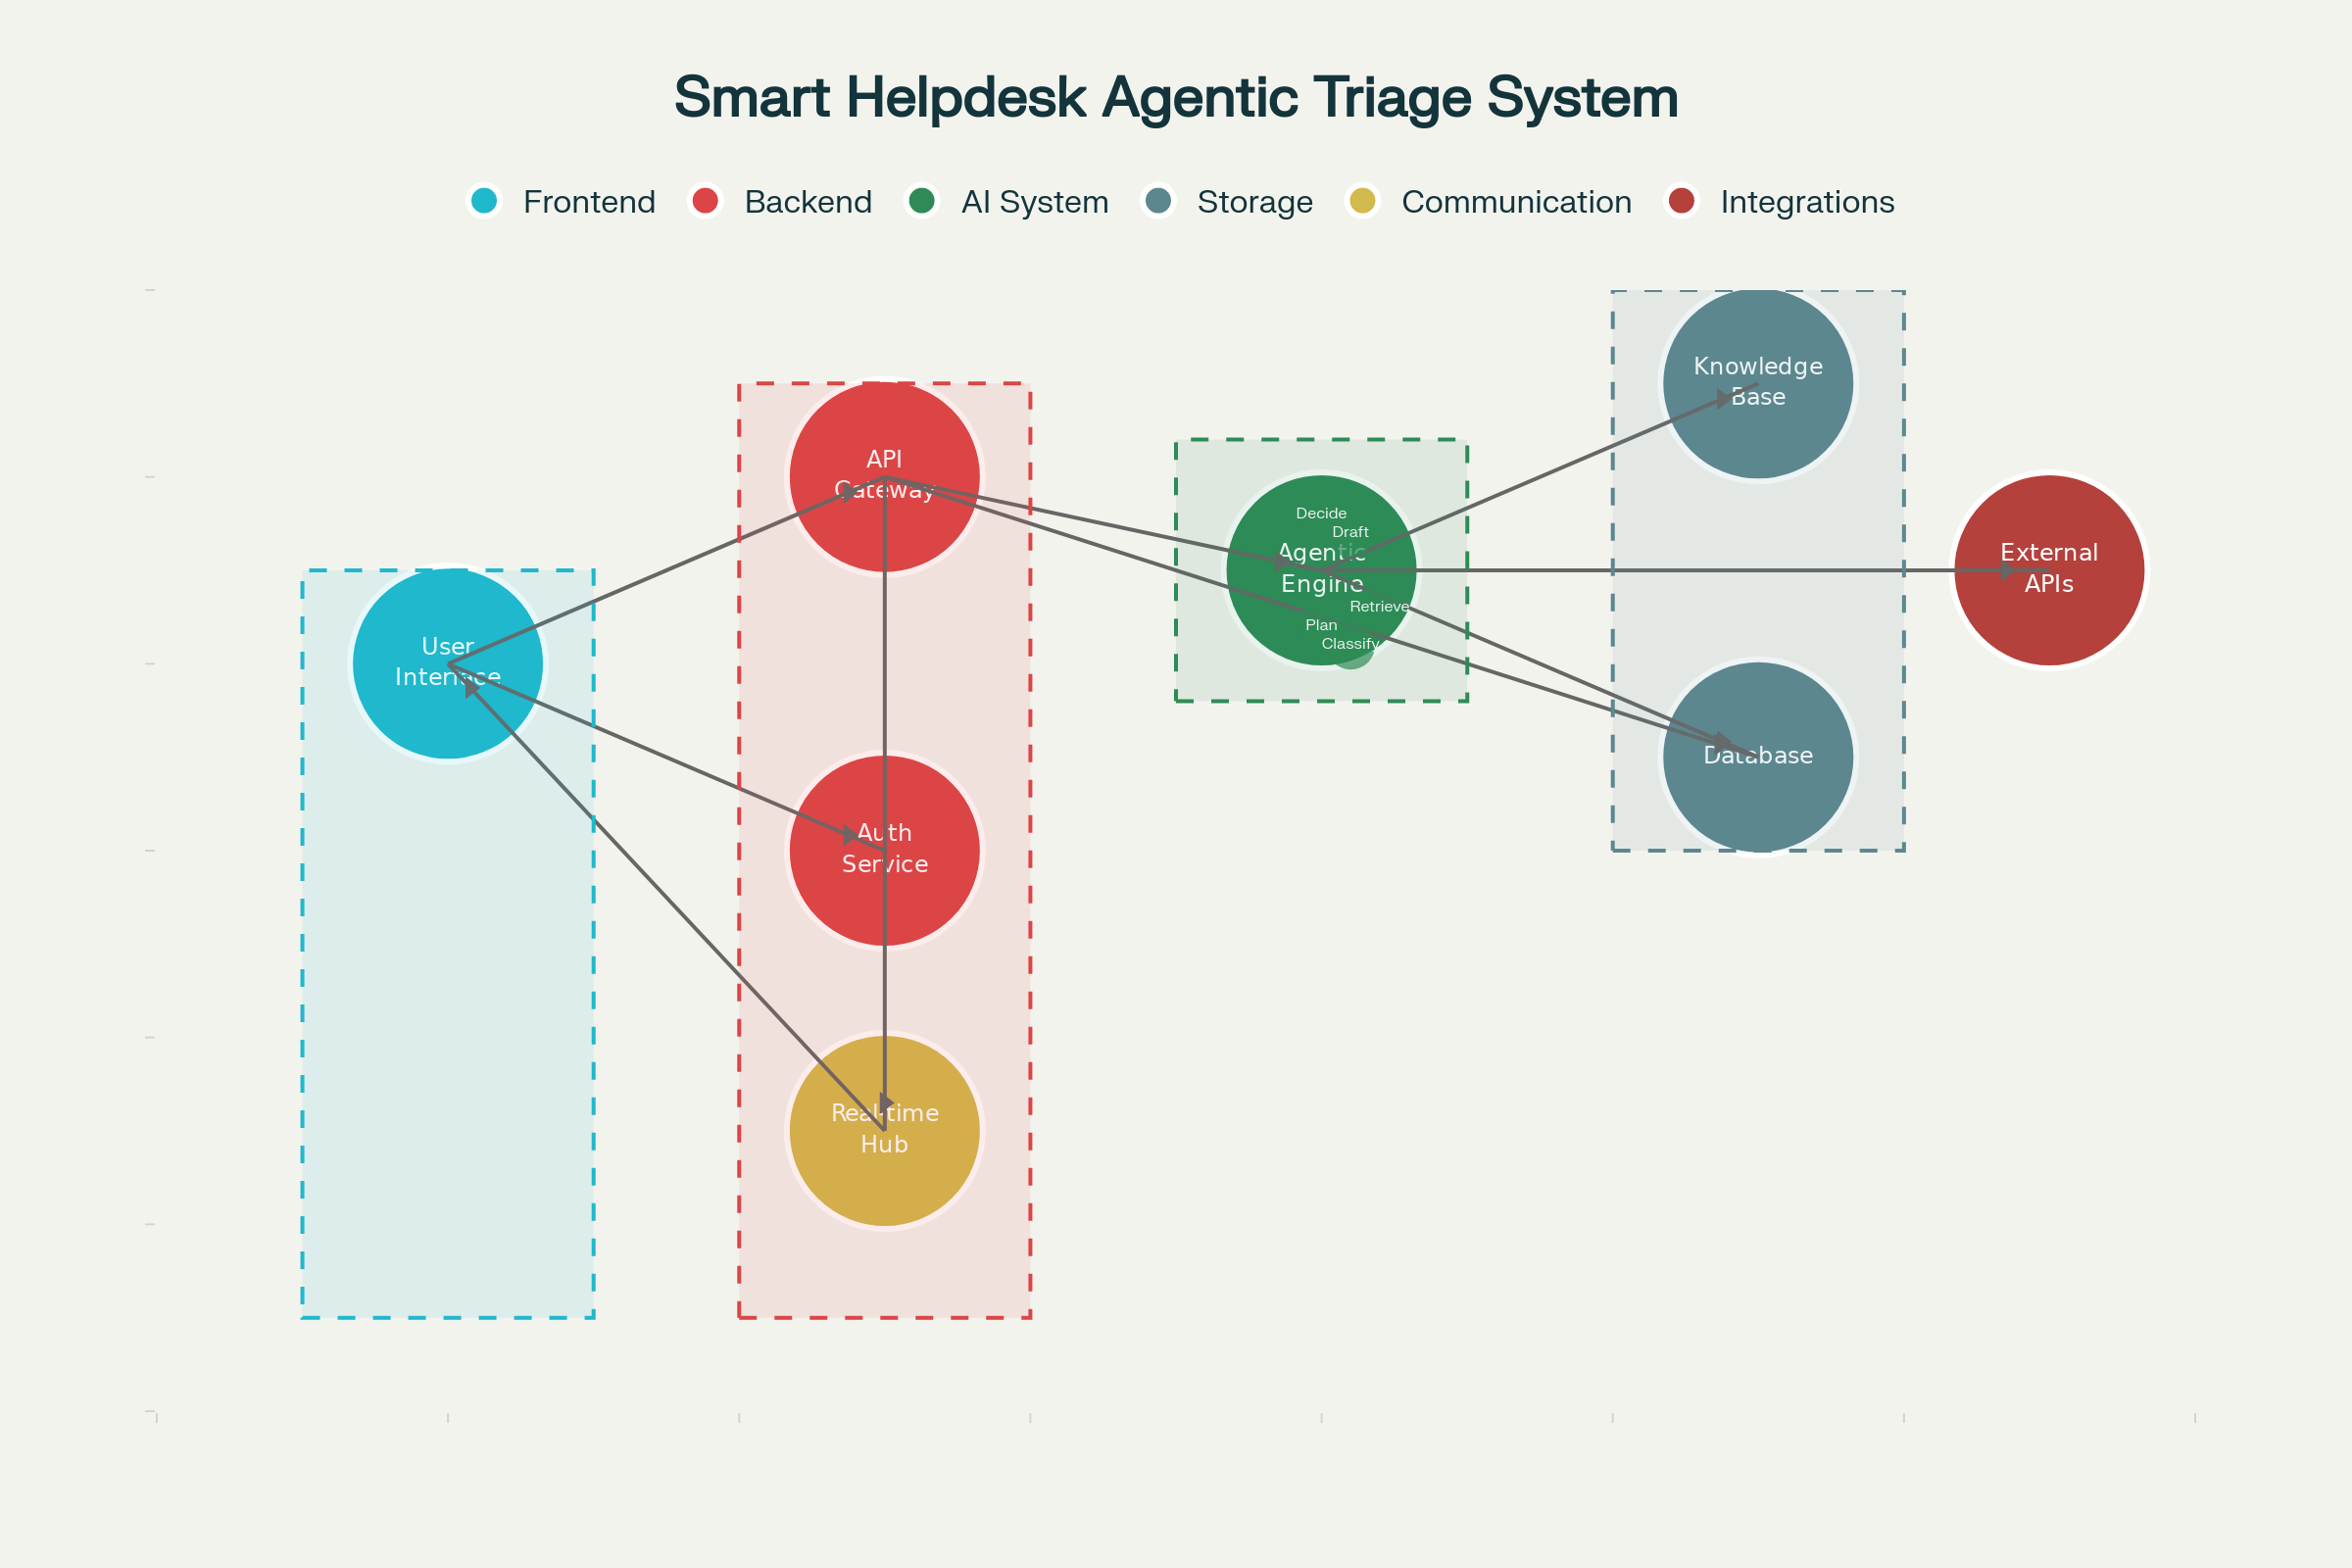 Smart Helpdesk Agentic Triage System
Frontend
Backend
AI System
Storage
Communication
Integrations
User
Interface
API
Gateway
Auth
Service
Real-time
Hub
Decide
Draft
Agentic
Engine
Retrieve
Plan
Classify
Knowledge
Base
Database
External
APIs